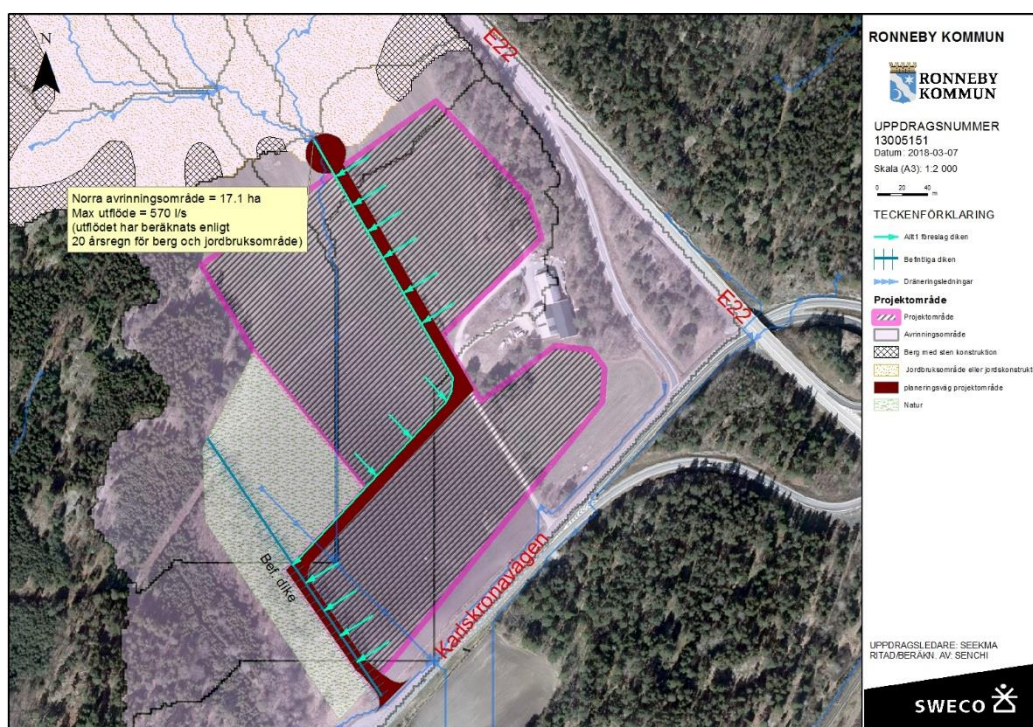 N
E22
E22
Norra avrinningsområde = 17.1 ha
Max utflöde = 570 l/s
(utflödet har beräknats enligt
20 årsregn för berg och jordbruksområde)
Bef. dike
Karlskronavägen
RONNEBY KOMMUN
RONNEBY
KOMMUN
UPPDRAGSNUMMER
13005151
Datum: 2018-03-07
Skala (A3): 1:2 000
0 20 40
m
TECKENFÖRKLARING
Alt1 föreslag diken
Befintliga diken
Dräneringsledningar
Projektområde
Projektområde
Avrinningsområde
Berg med sten konstruktion
Jordbruksområde eller jordskonstrukt
planeringsväg projektområde
Natur
UPPDRAGSLEDARE: SEEKMA
RITAD/BERÄKN. AV: SENCHI
SWECO